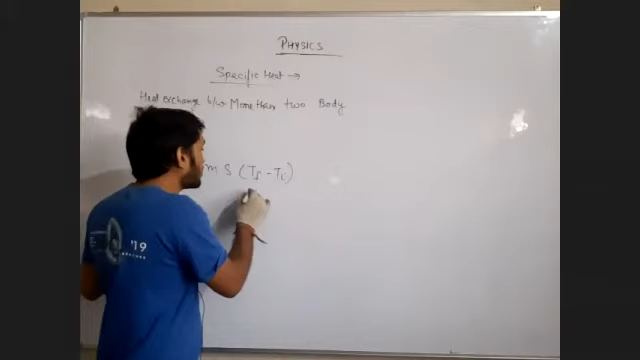 PHYSICS
Specific Heat →
Heat exchange b/w More than two Body
m S (Tf - Ti)
'19